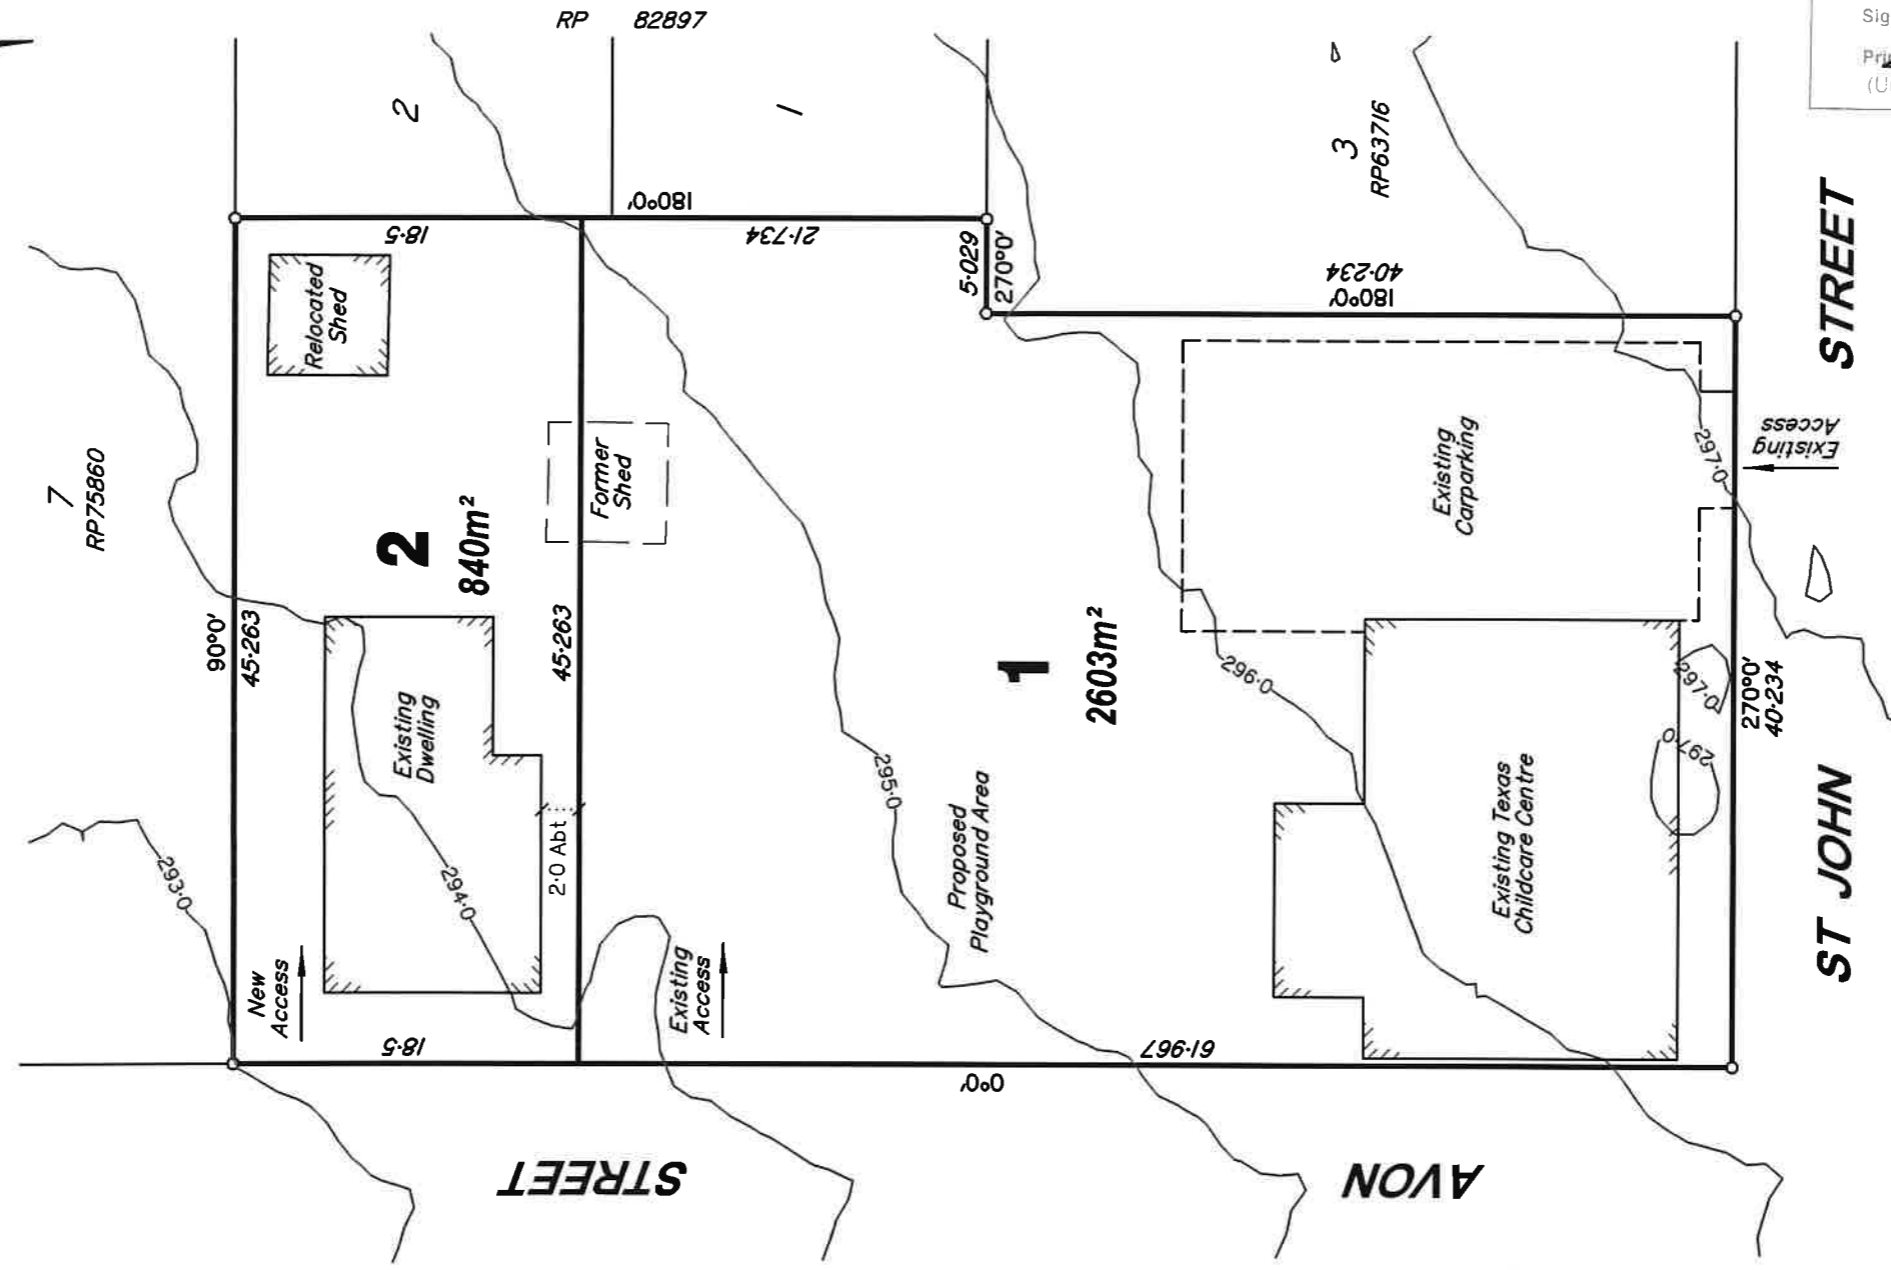 RP 82897
2
1
3
RP63716
7
RP75860
180°0'
18·5
21·734
5·029
270°0'
40·234
180°0'
Relocated
Shed
Former
Shed
2
840m²
90°0'
45·263
45·263
Existing
Dwelling
2·0 Abt
New
Access
Existing
Access
18·5
61·967
0°0'
1
2603m²
Proposed
Playground Area
Existing
Carparking
Existing Texas
Childcare Centre
Existing
Access
270°0'
40·234
293·0
294·0
295·0
296·0
297·0
297·0
297·0
ST JOHN STREET
AVON STREET
Sig
Pri
(U